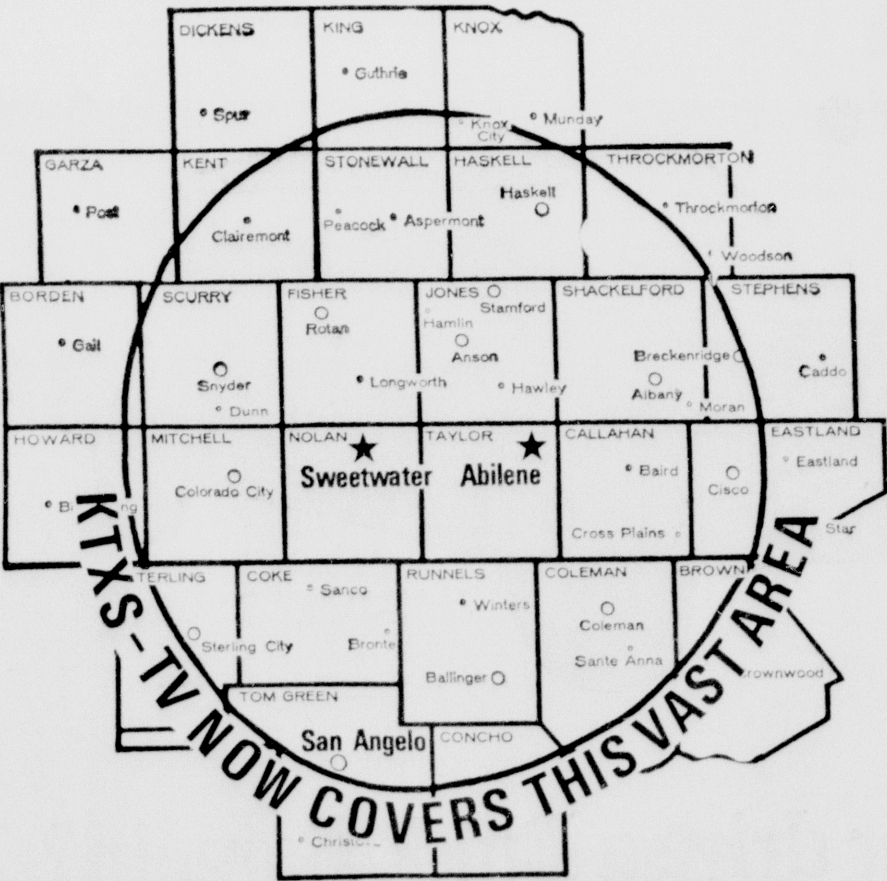 DICKENS
KING
KNOX
Guthrie
Spur
Knox
City
Munday
GARZA
KENT
STONEWALL
HASKELL
THROCKMORTON
Haskell
Post
Clairemont
Peacock
Aspermont
Throckmorton
Woodson
BORDEN
SCURRY
FISHER
JONES
SHACKELFORD
STEPHENS
Stamford
Hamlin
Rotan
Gail
Anson
Breckenridge
Snyder
Longworth
Hawley
Albany
Caddo
Dunn
Moran
HOWARD
MITCHELL
NOLAN
TAYLOR
CALLAHAN
EASTLAND
Sweetwater
Abilene
Baird
Eastland
Colorado City
Cisco
Cross Plains
Star
TERLING
COKE
RUNNELS
COLEMAN
BROWN
Sanco
Winters
Coleman
Sterling City
Bronte
Sante Anna
Ballinger
rownwood
TOM GREEN
San Angelo
CONCHO
KTXS-TV NOW COVERS THIS VAST AREA